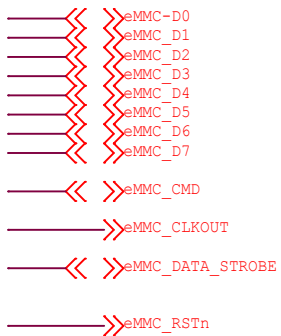 eMMC-D0
eMMC_D1
eMMC_D2
eMMC_D3
eMMC_D4
eMMC_D5
eMMC_D6
eMMC_D7
eMMC_CMD
eMMC_CLKOUT
eMMC_DATA_STROBE
eMMC_RSTn